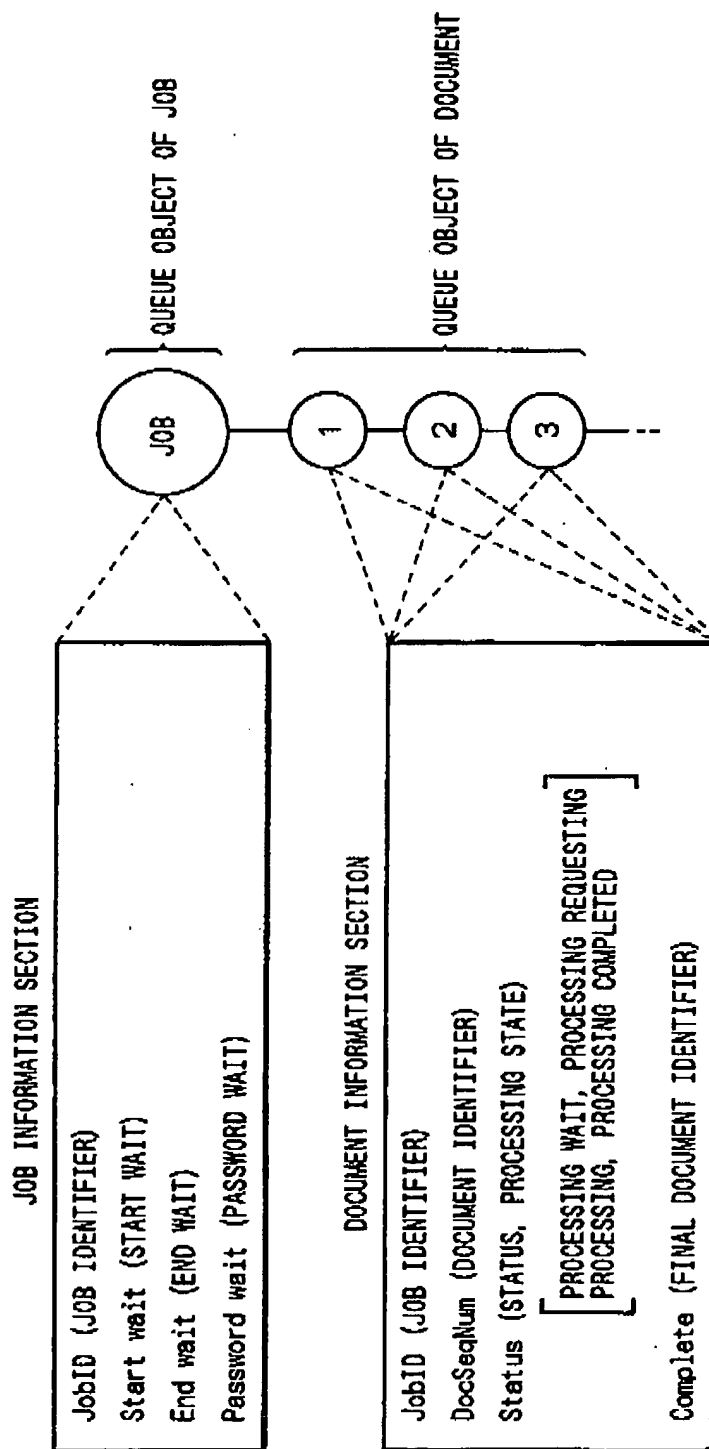 JOB INFORMATION SECTION
JobID (JOB IDENTIFIER)
Start wait (START WAIT)
End wait (END WAIT)
Password wait (PASSWORD WAIT)
JOB
QUEUE OBJECT OF JOB
DOCUMENT INFORMATION SECTION
JobID (JOB IDENTIFIER)
DocSeqNum (DOCUMENT IDENTIFIER)
Status (STATUS, PROCESSING STATE)
PROCESSING WAIT, PROCESSING REQUESTING
PROCESSING, PROCESSING COMPLETED
Complete (FINAL DOCUMENT IDENTIFIER)
1
2
3
QUEUE OBJECT OF DOCUMENT